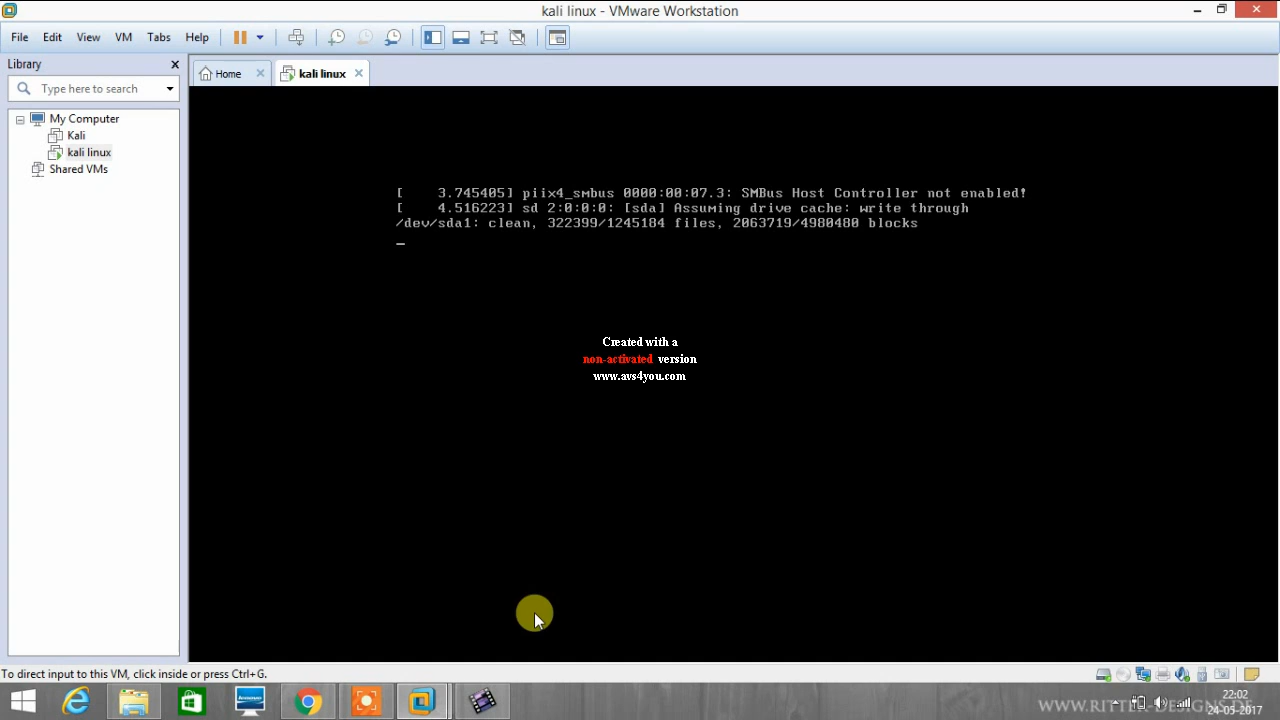 kali linux - VMware Workstation
File Edit View VM Tabs Help
Library
Home
kali linux
Type here to search
My Computer
Kali
kali linux
Shared VMs
[    3.745405] piix4_smbus 0000:00:07.3: SMBus Host Controller not enabled!
[    4.516223] sd 2:0:0:0: [sda] Assuming drive cache: write through
/dev/sda1: clean, 322399/1245184 files, 2063719/4980480 blocks
_
Created with a
non-activated version
www.avs4you.com
To direct input to this VM, click inside or press Ctrl+G.
22:02
24-05-2017